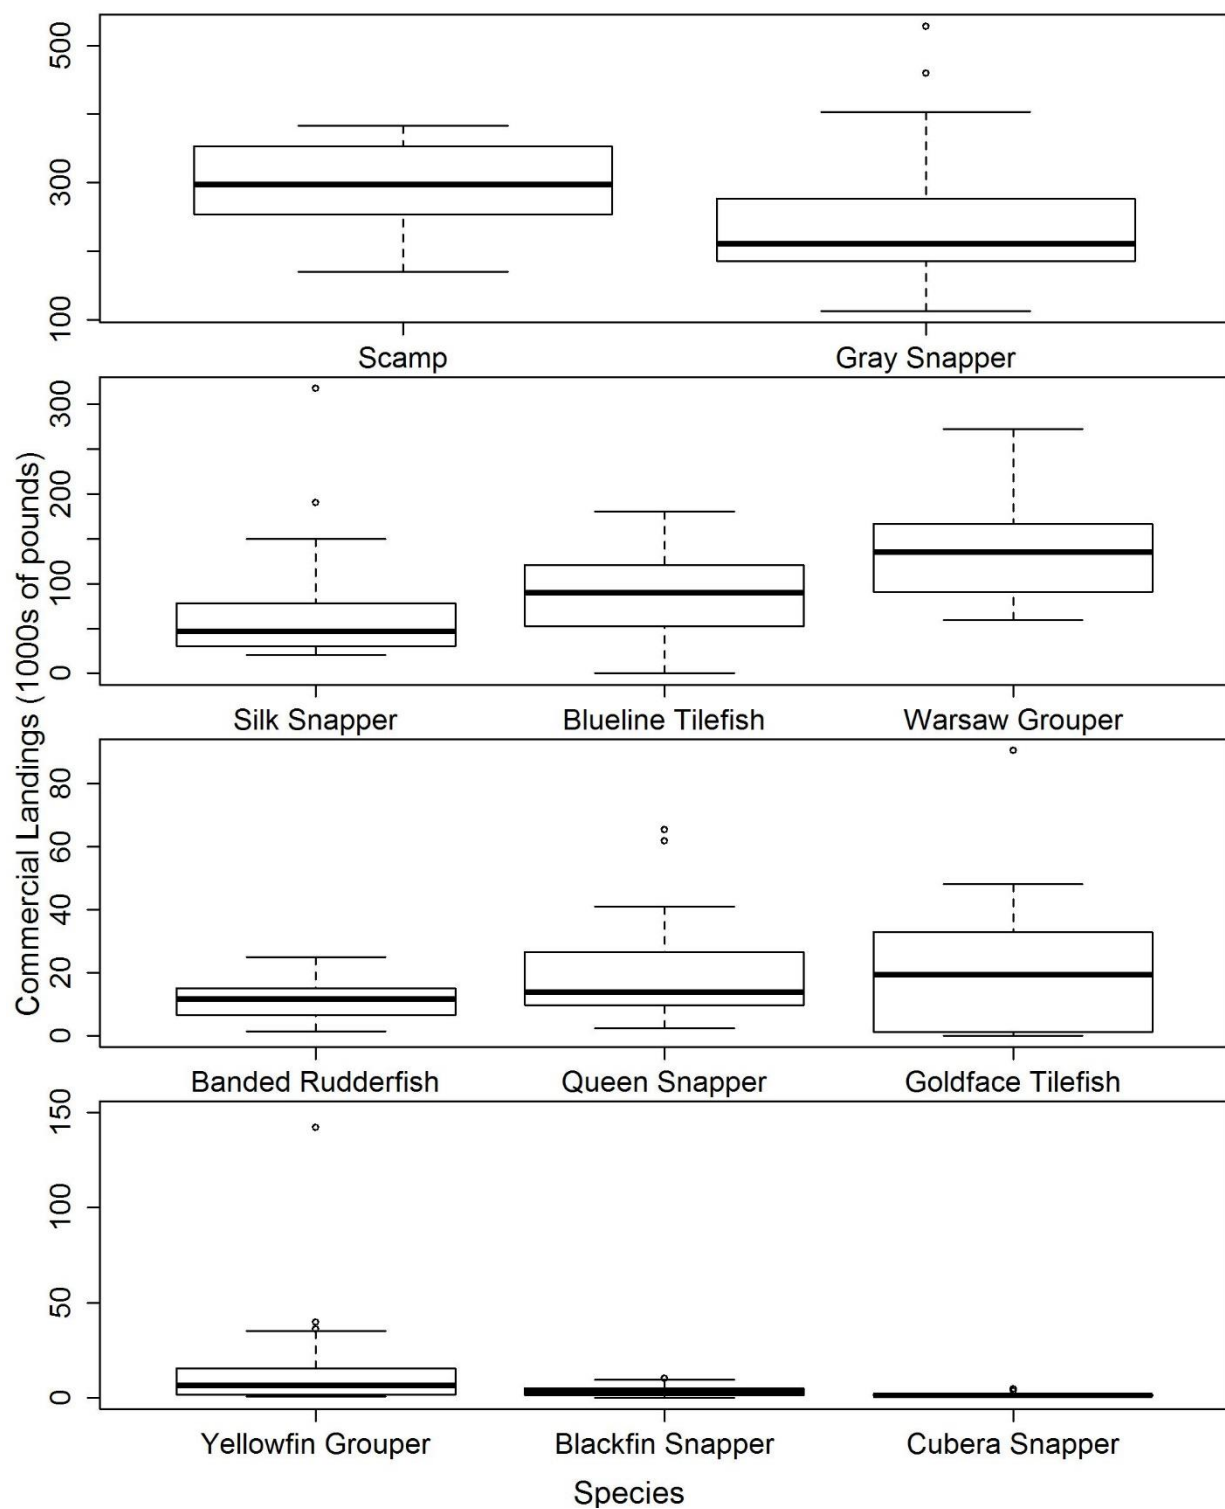 Commercial Landings (1000s of pounds)
500
300
100
Scamp Gray Snapper
300
200
100
0
Silk Snapper Blueline Tilefish Warsaw Grouper
80
60
40
20
0
Banded Rudderfish Queen Snapper Goldface Tilefish
150
100
50
0
Yellowfin Grouper Blackfin Snapper Cubera Snapper
Species